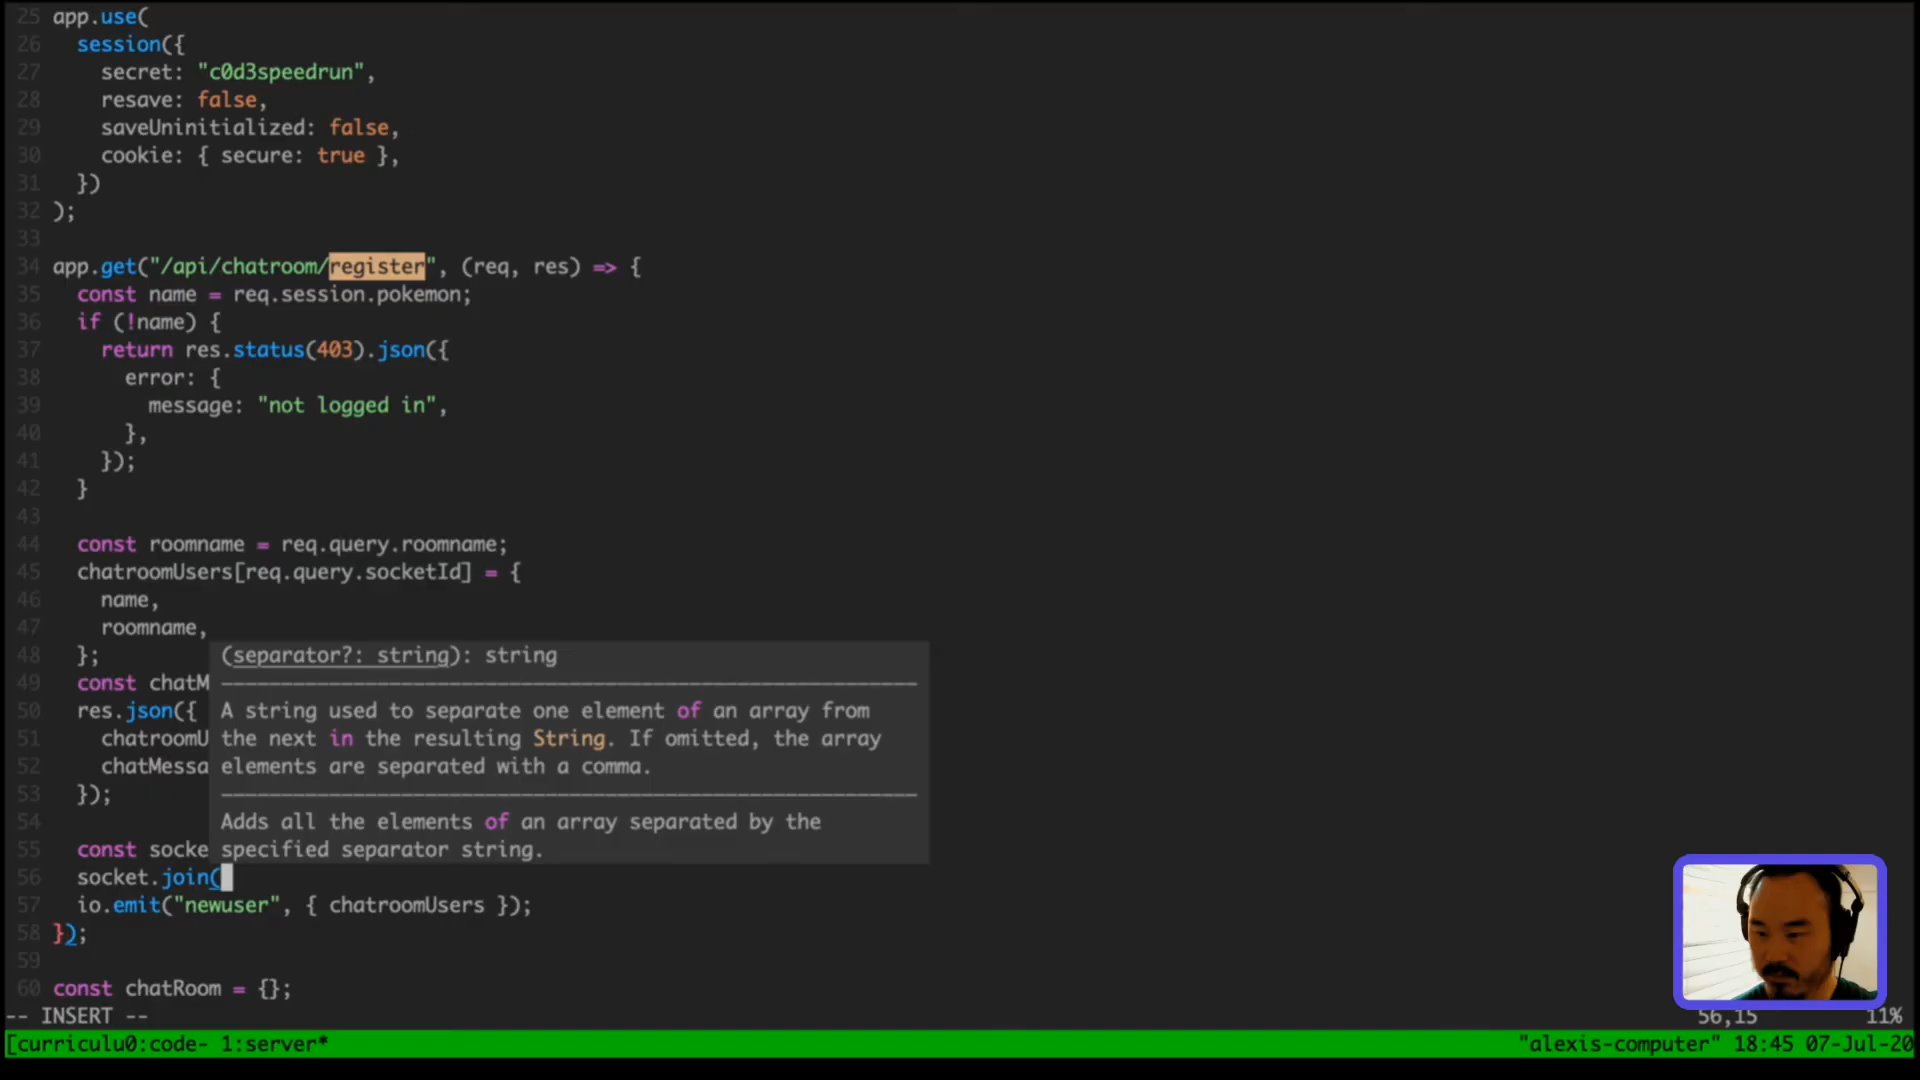 25 app.use(
26   session({
27     secret: "c0d3speedrun",
28     resave: false,
29     saveUninitialized: false,
30     cookie: { secure: true },
31   })
32 );
33
34 app.get("/api/chatroom/register", (req, res) => {
35   const name = req.session.pokemon;
36   if (!name) {
37     return res.status(403).json({
38       error: {
39         message: "not logged in",
40       },
41     });
42   }
43
44   const roomname = req.query.roomname;
45   chatroomUsers[req.query.socketId] = {
46     name,
47     roomname,
48   }; (separator?: string): string
49   const chatM
50   res.json({ A string used to separate one element of an array from
51     chatroomU the next in the resulting String. If omitted, the array
52     chatMessa elements are separated with a comma.
53   });
54 Adds all the elements of an array separated by the
55   const socke specified separator string.
56   socket.join(
57   io.emit("newuser", { chatroomUsers });
58 });
59
60 const chatRoom = {};
-- INSERT -- 56,15 11%
[curriculu0:code- 1:server* "alexis-computer" 18:45 07-Jul-20